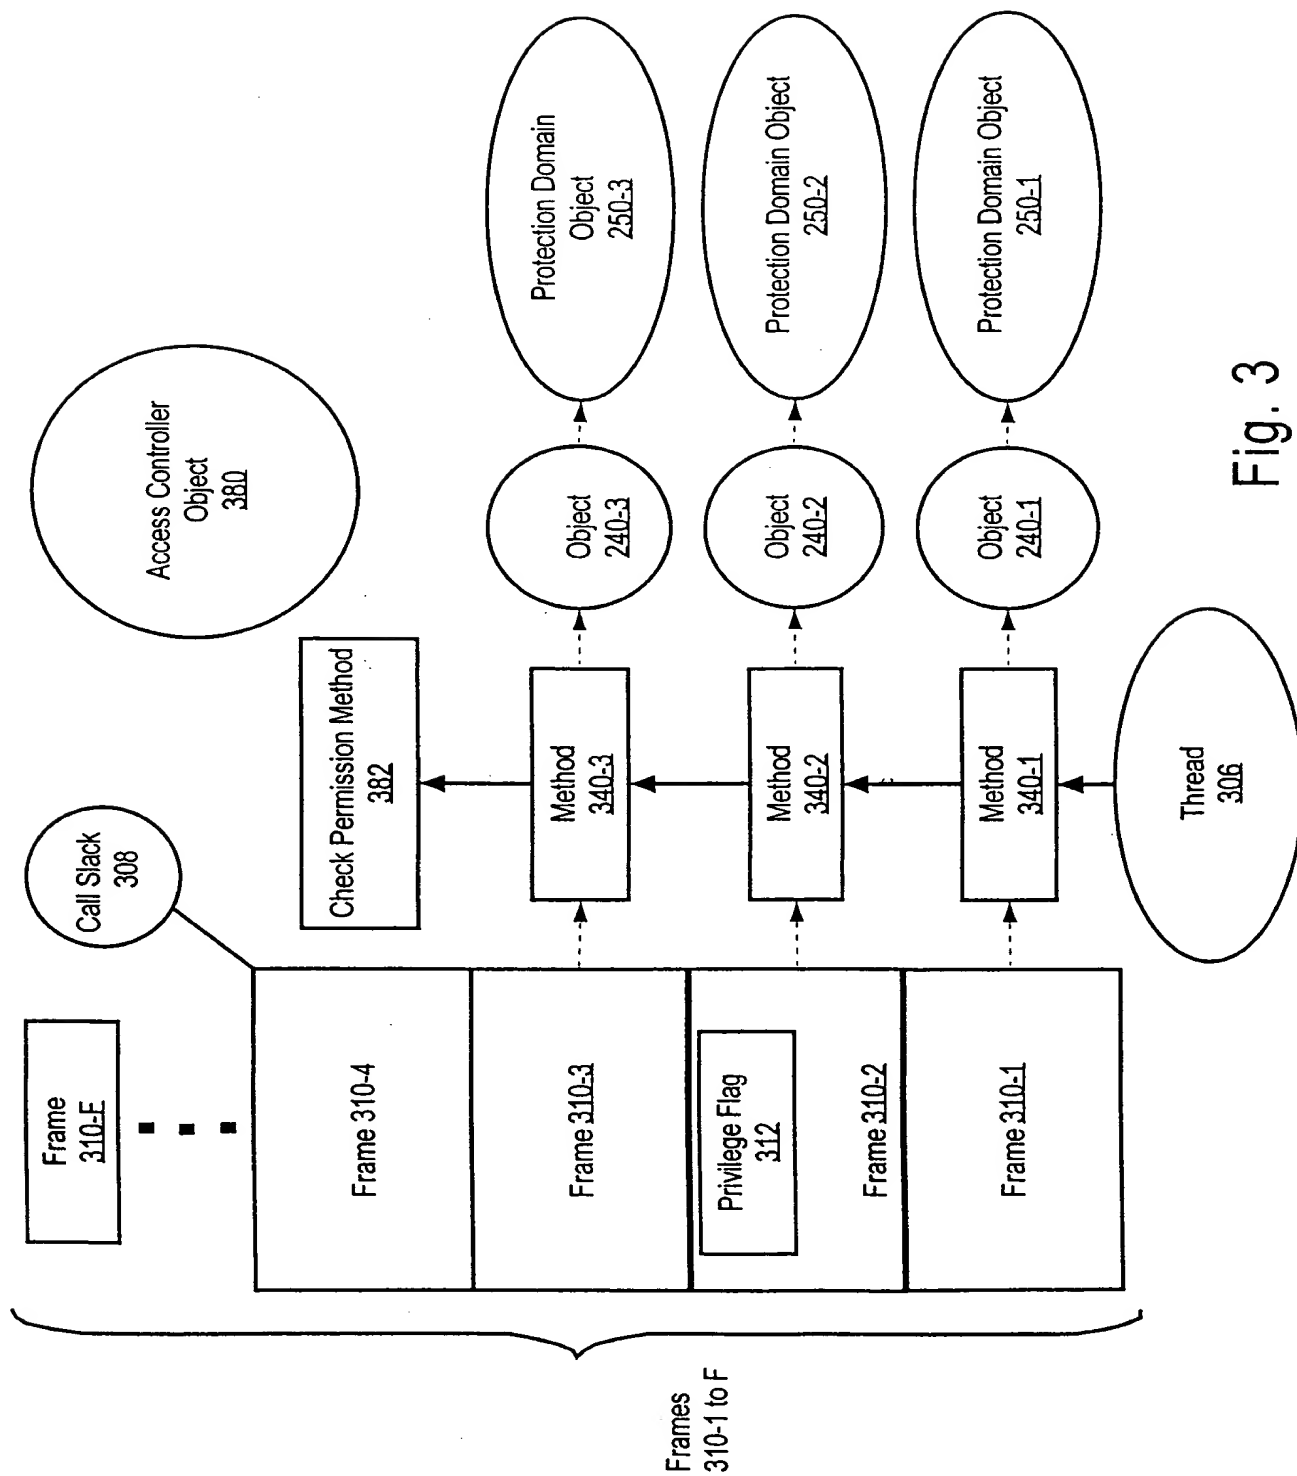 Frame
310-E
Call Slack
308
Access Controller
Object
380
Check Permission Method
382
Frame 310-4
Frame 310-3
Method
340-3
Object
240-3
Protection Domain
Object
250-3
Frames
310-1 to F
Privilege Flag
312
Frame 310-2
Method
340-2
Object
240-2
Protection Domain Object
250-2
Frame 310-1
Method
340-1
Object
240-1
Protection Domain Object
250-1
Thread
306
Fig. 3